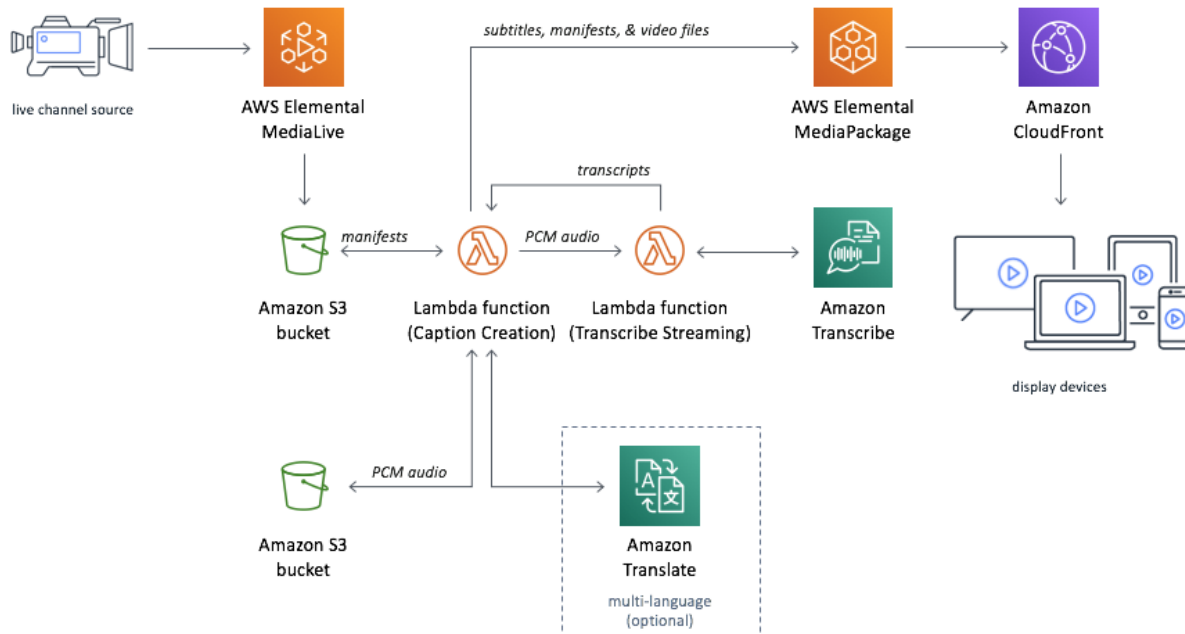 subtitles, manifests, & video files
live channel source
AWS Elemental
MediaLive
AWS Elemental
MediaPackage
Amazon
CloudFront
transcripts
manifests
PCM audio
Amazon S3
bucket
Lambda function
(Caption Creation)
Lambda function
(Transcribe Streaming)
Amazon
Transcribe
display devices
PCM audio
A
文
Amazon S3
bucket
Amazon
Translate
multi-language
(optional)